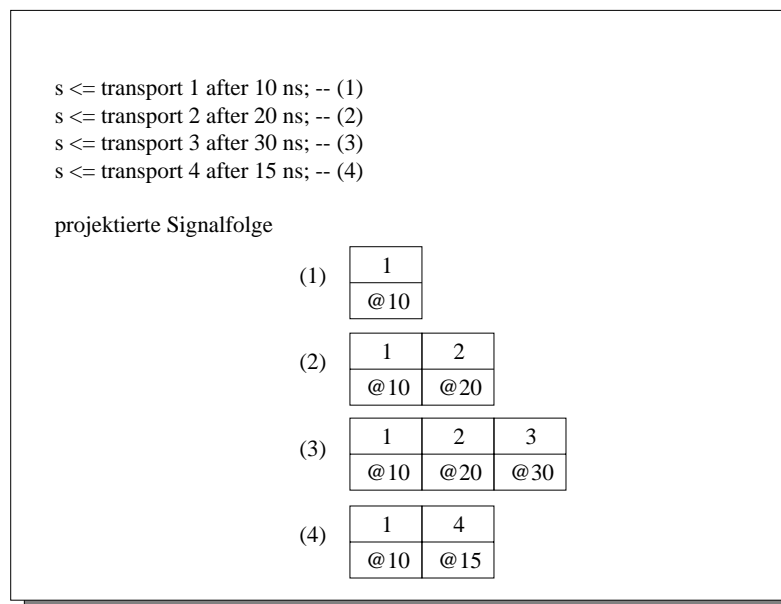 s <= transport 1 after 10 ns; -- (1)
s <= transport 2 after 20 ns; -- (2)
s <= transport 3 after 30 ns; -- (3)
s <= transport 4 after 15 ns; -- (4)
projektierte Signalfolge
(1)
1
@10
(2)
1 2
@10 @20
(3)
1 2 3
@10 @20 @30
(4)
1 4
@10 @15